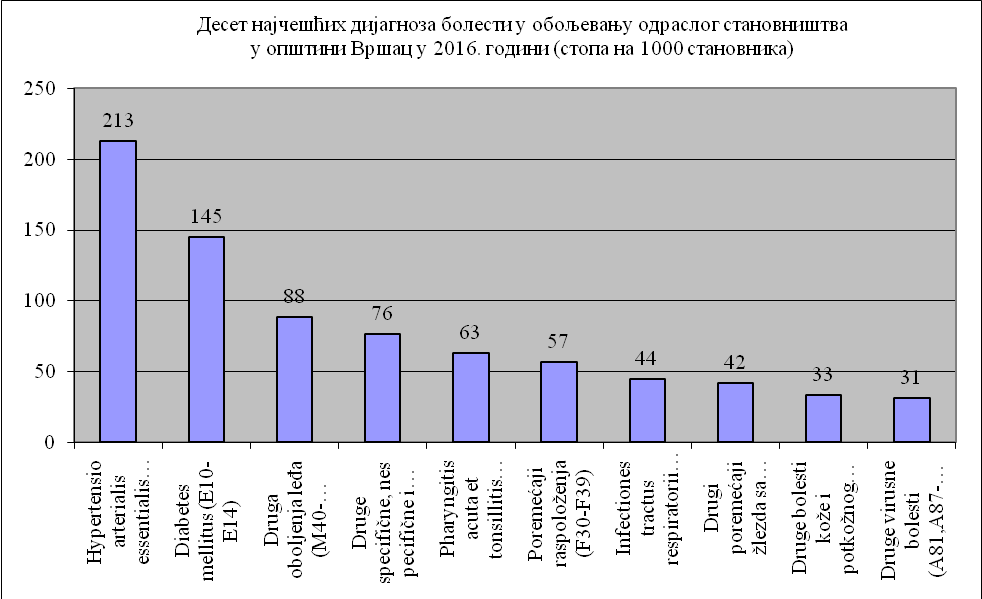 Десет најчешћих дијагноза болести у обољевању одраслог становништва
у општини Вршац у 2016. години (стопа на 1000 становника)
250
200
150
100
50
0
213
145
88
76
63
57
44
42
33
31
Hypertensio
arterialis
essentialis…
Diabetes
mellitus (E10-
E14)
Druga
oboljenja leđa
(M40-…
Druge
specifične, nes
pecifične i…
Pharyngitis
acuta et
tonsillitis…
Poremećaji
raspoloženja
(F30-F39)
Infectiones
tractus
respiratorii…
Drugi
poremećaji
žlezda sa…
Druge bolesti
kože i
potkožnog…
Druge virusne
bolesti
(A81.A87-…